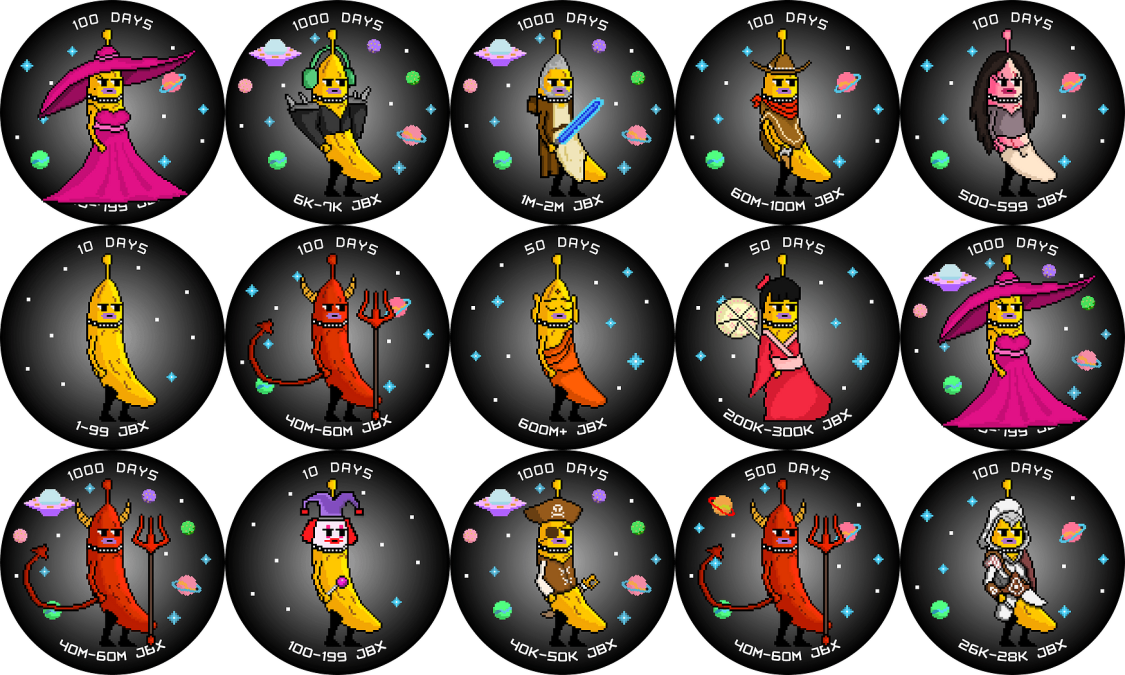 100 DAYS
1000 DAYS
6K-7K JBX
1000 DAYS
1M-2M JBX
100 DAYS
60M-100M JBX
100 DAYS
500-599 JBX
10 DAYS
1-99 JBX
100 DAYS
40M-60M JBX
50 DAYS
600M+ JBX
50 DAYS
200K-300K JBX
1000 DAYS
1000 DAYS
40M-60M JBX
10 DAYS
100-199 JBX
1000 DAYS
40K-50K JBX
500 DAYS
40M-60M JBX
100 DAYS
26K-28K JBX